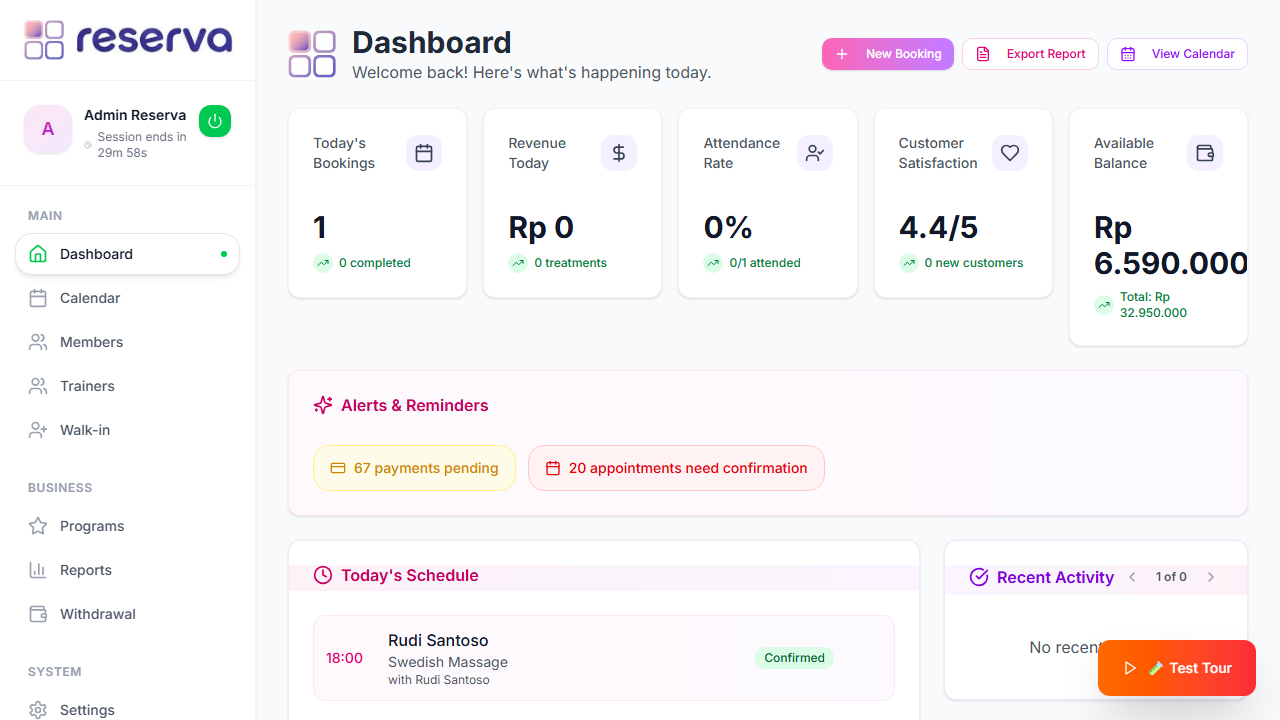 reserva
A
Admin Reserva
Session ends in
29m 58s
MAIN
Dashboard
Calendar
Members
Trainers
Walk-in
BUSINESS
Programs
Reports
Withdrawal
SYSTEM
Settings
Dashboard
Welcome back! Here's what's happening today.
New Booking
Export Report
View Calendar
Today's
Bookings
1
0 completed
Revenue
Today
Rp 0
0 treatments
Attendance
Rate
0%
0/1 attended
Customer
Satisfaction
4.4/5
0 new customers
Available
Balance
Rp
6.590.000
Total: Rp
32.950.000
Alerts & Reminders
67 payments pending
20 appointments need confirmation
Today's Schedule
18:00
Rudi Santoso
Swedish Massage
with Rudi Santoso
Confirmed
Recent Activity
1 of 0
No recent
Test Tour